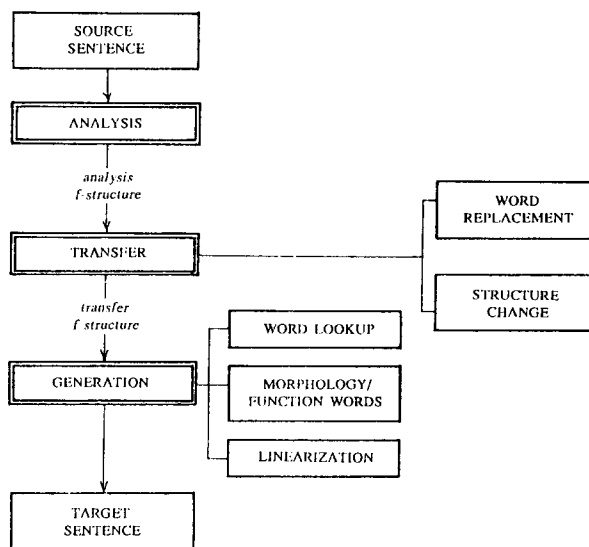 SOURCE
SENTENCE
ANALYSIS
analysis
f-structure
WORD
REPLACEMENT
TRANSFER
STRUCTURE
CHANGE
transfer
f structure
WORD LOOKUP
GENERATION
MORPHOLOGY/
FUNCTION WORDS
LINEARIZATION
TARGET
SENTENCE